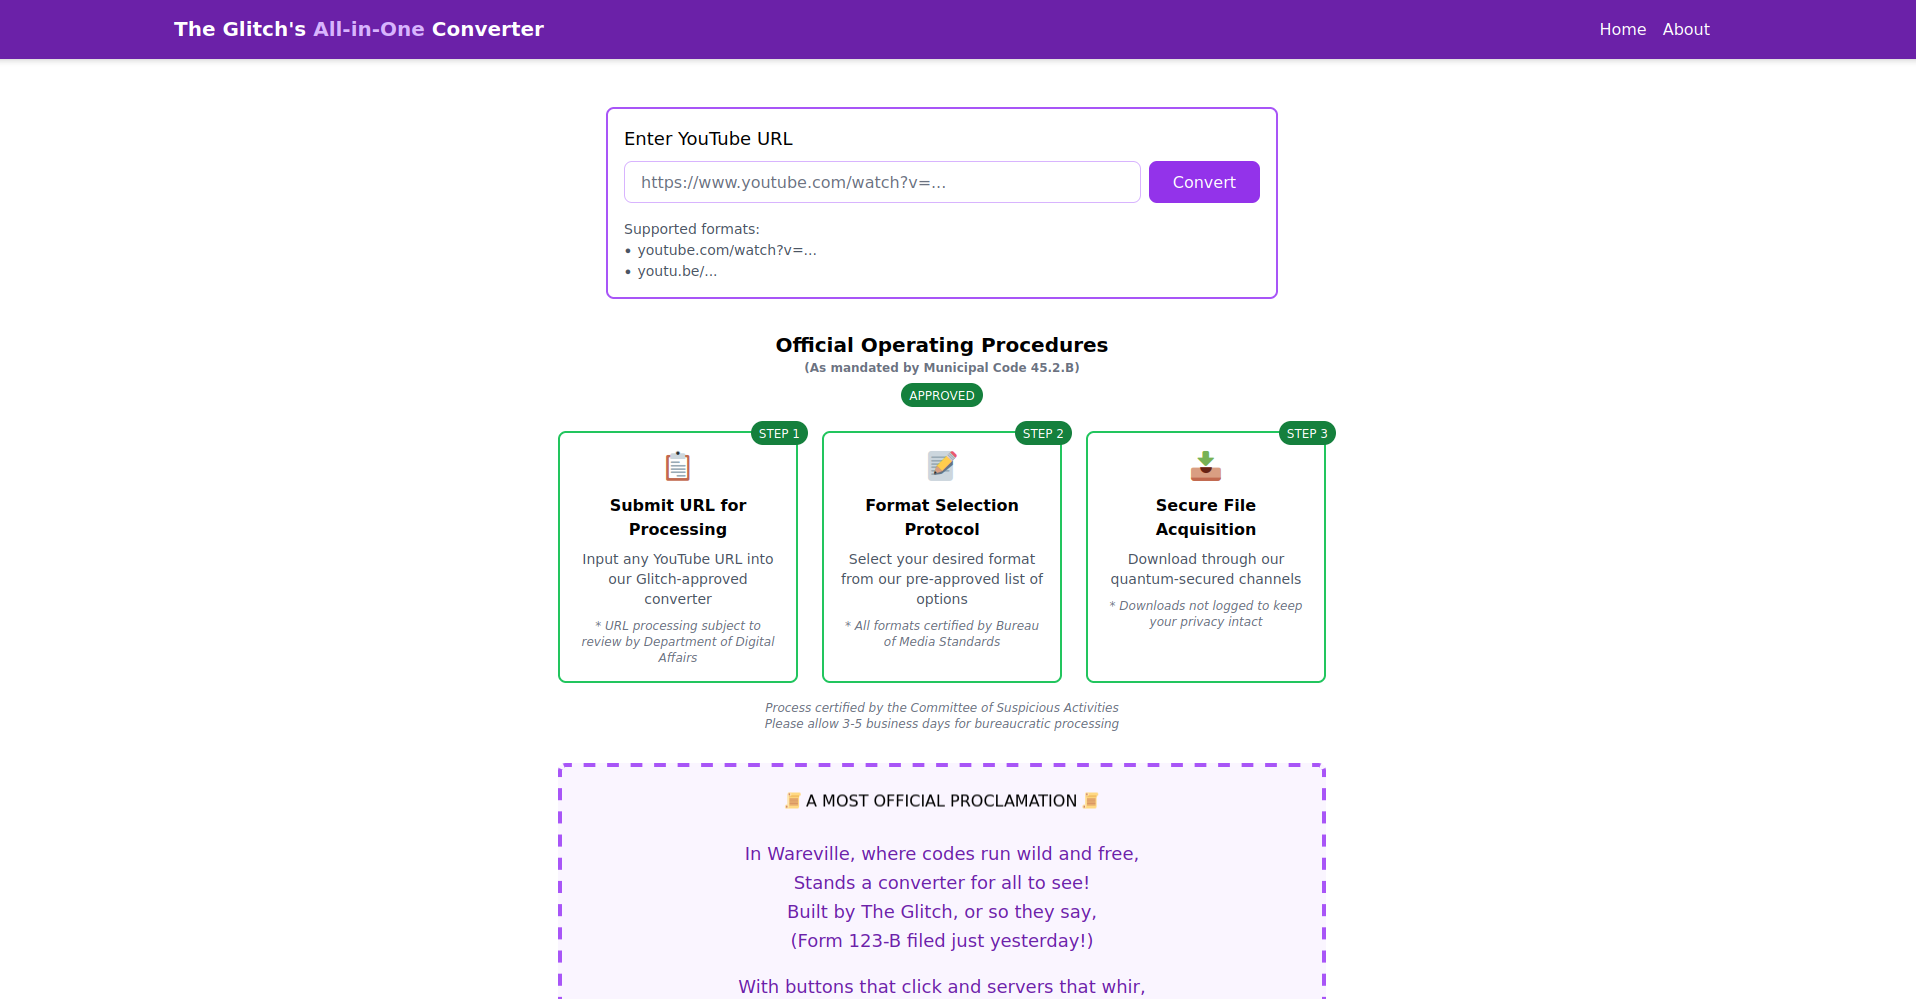 The Glitch's All-in-One Converter
Home About
Enter YouTube URL
https://www.youtube.com/watch?v=...
Convert
Supported formats:
• youtube.com/watch?v=...
• youtu.be/...
Official Operating Procedures
(As mandated by Municipal Code 45.2.B)
APPROVED
STEP 1
Submit URL for
Processing
Input any YouTube URL into
our Glitch-approved
converter
* URL processing subject to
review by Department of Digital
Affairs
STEP 2
Format Selection
Protocol
Select your desired format
from our pre-approved list of
options
* All formats certified by Bureau
of Media Standards
STEP 3
Secure File
Acquisition
Download through our
quantum-secured channels
* Downloads not logged to keep
your privacy intact
Process certified by the Committee of Suspicious Activities
Please allow 3-5 business days for bureaucratic processing
📜 A MOST OFFICIAL PROCLAMATION 📜
In Wareville, where codes run wild and free,
Stands a converter for all to see!
Built by The Glitch, or so they say,
(Form 123-B filed just yesterday!)
With buttons that click and servers that whir,